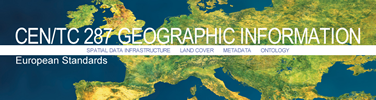 CEN/TC 287 GEOGRAPHIC INFORMATION
SPATIAL DATA INFRASTRUCTURE LAND COVER METADATA ONTOLOGY
European Standards